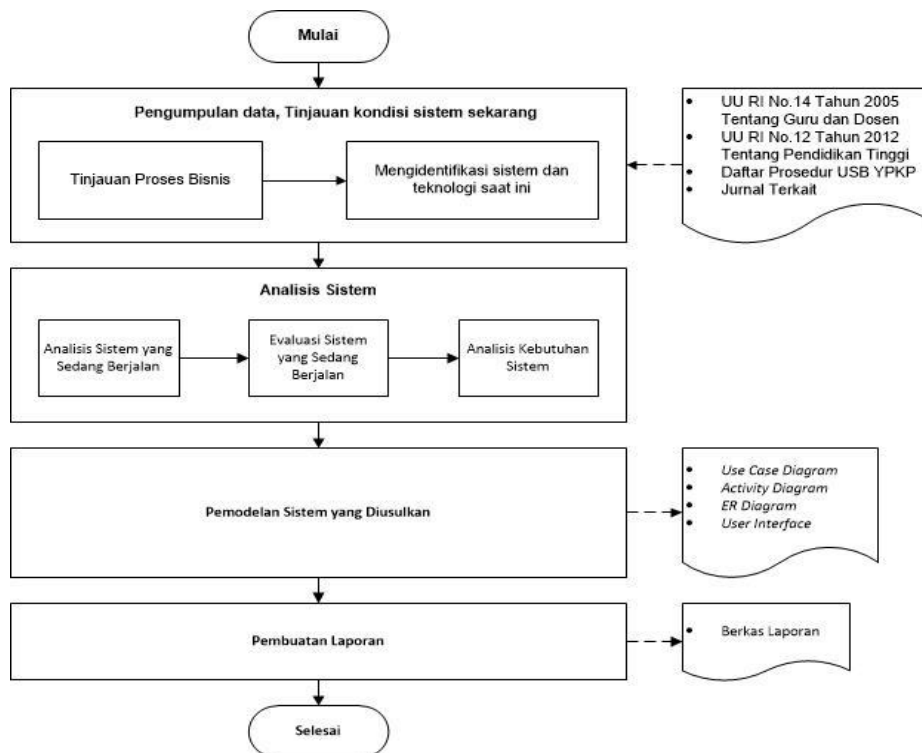 Mulai
Pengumpulan data, Tinjauan kondisi sistem sekarang
Tinjauan Proses Bisnis
Mengidentifikasi sistem dan
teknologi saat ini
• UU RI No.14 Tahun 2005
Tentang Guru dan Dosen
• UU RI No.12 Tahun 2012
Tentang Pendidikan Tinggi
• Daftar Prosedur USB YPKP
• Jurnal Terkait
Analisis Sistem
Analisis Sistem yang
Sedang Berjalan
Evaluasi Sistem
yang Sedang
Berjalan
Analisis Kebutuhan
Sistem
Pemodelan Sistem yang Diusulkan
• Use Case Diagram
• Activity Diagram
• ER Diagram
• User Interface
Pembuatan Laporan
• Berkas Laporan
Selesai